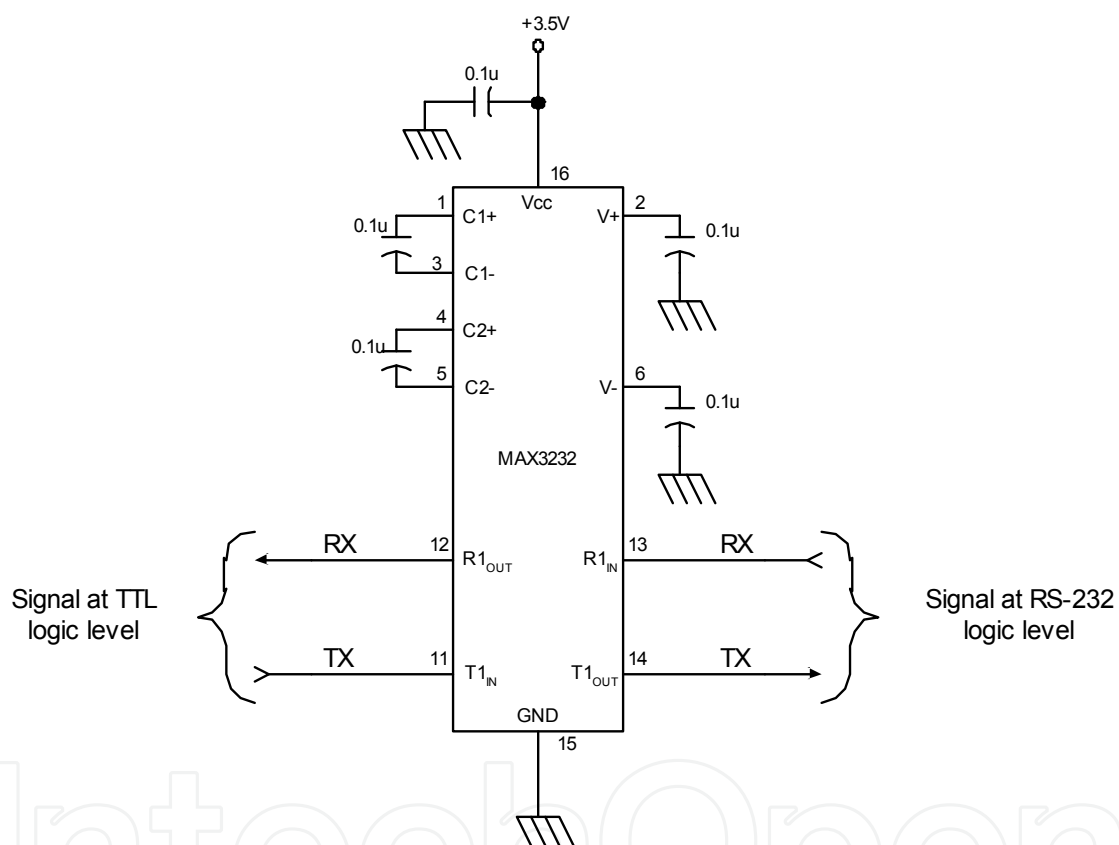 +3.5V
0.1u
16
Vcc
1
C1+
V+
2
0.1u
0.1u
3
C1-
4
C2+
0.1u
5
C2-
V-
6
0.1u
MAX3232
RX
12
R1OUT
R1IN
13
RX
Signal at TTL
logic level
Signal at RS-232
logic level
TX
11
T1IN
T1OUT
14
TX
GND
15
IntechOpen